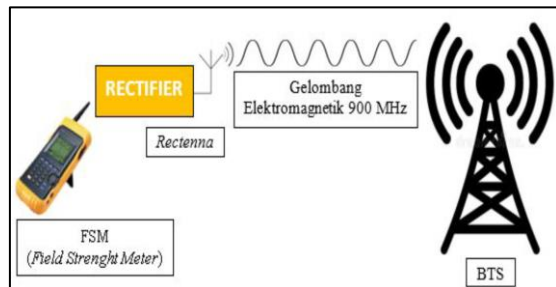 RECTIFIER
Rectenna
Gelombang
Elektromagnetik 900 MHz
FSM
(Field Strenght Meter)
BTS